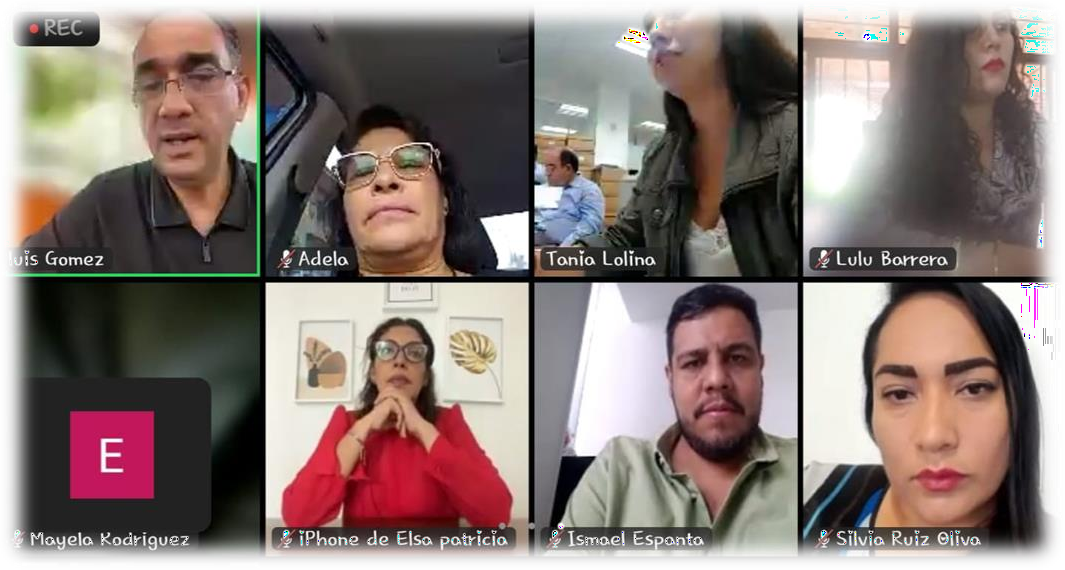 REC
Luis Gomez
Adela
Tania Lolina
Lulu Barrera
E
Mayela Rodriguez
iPhone de Elsa patricia
Ismael Espanta
Silvia Ruiz Oliva